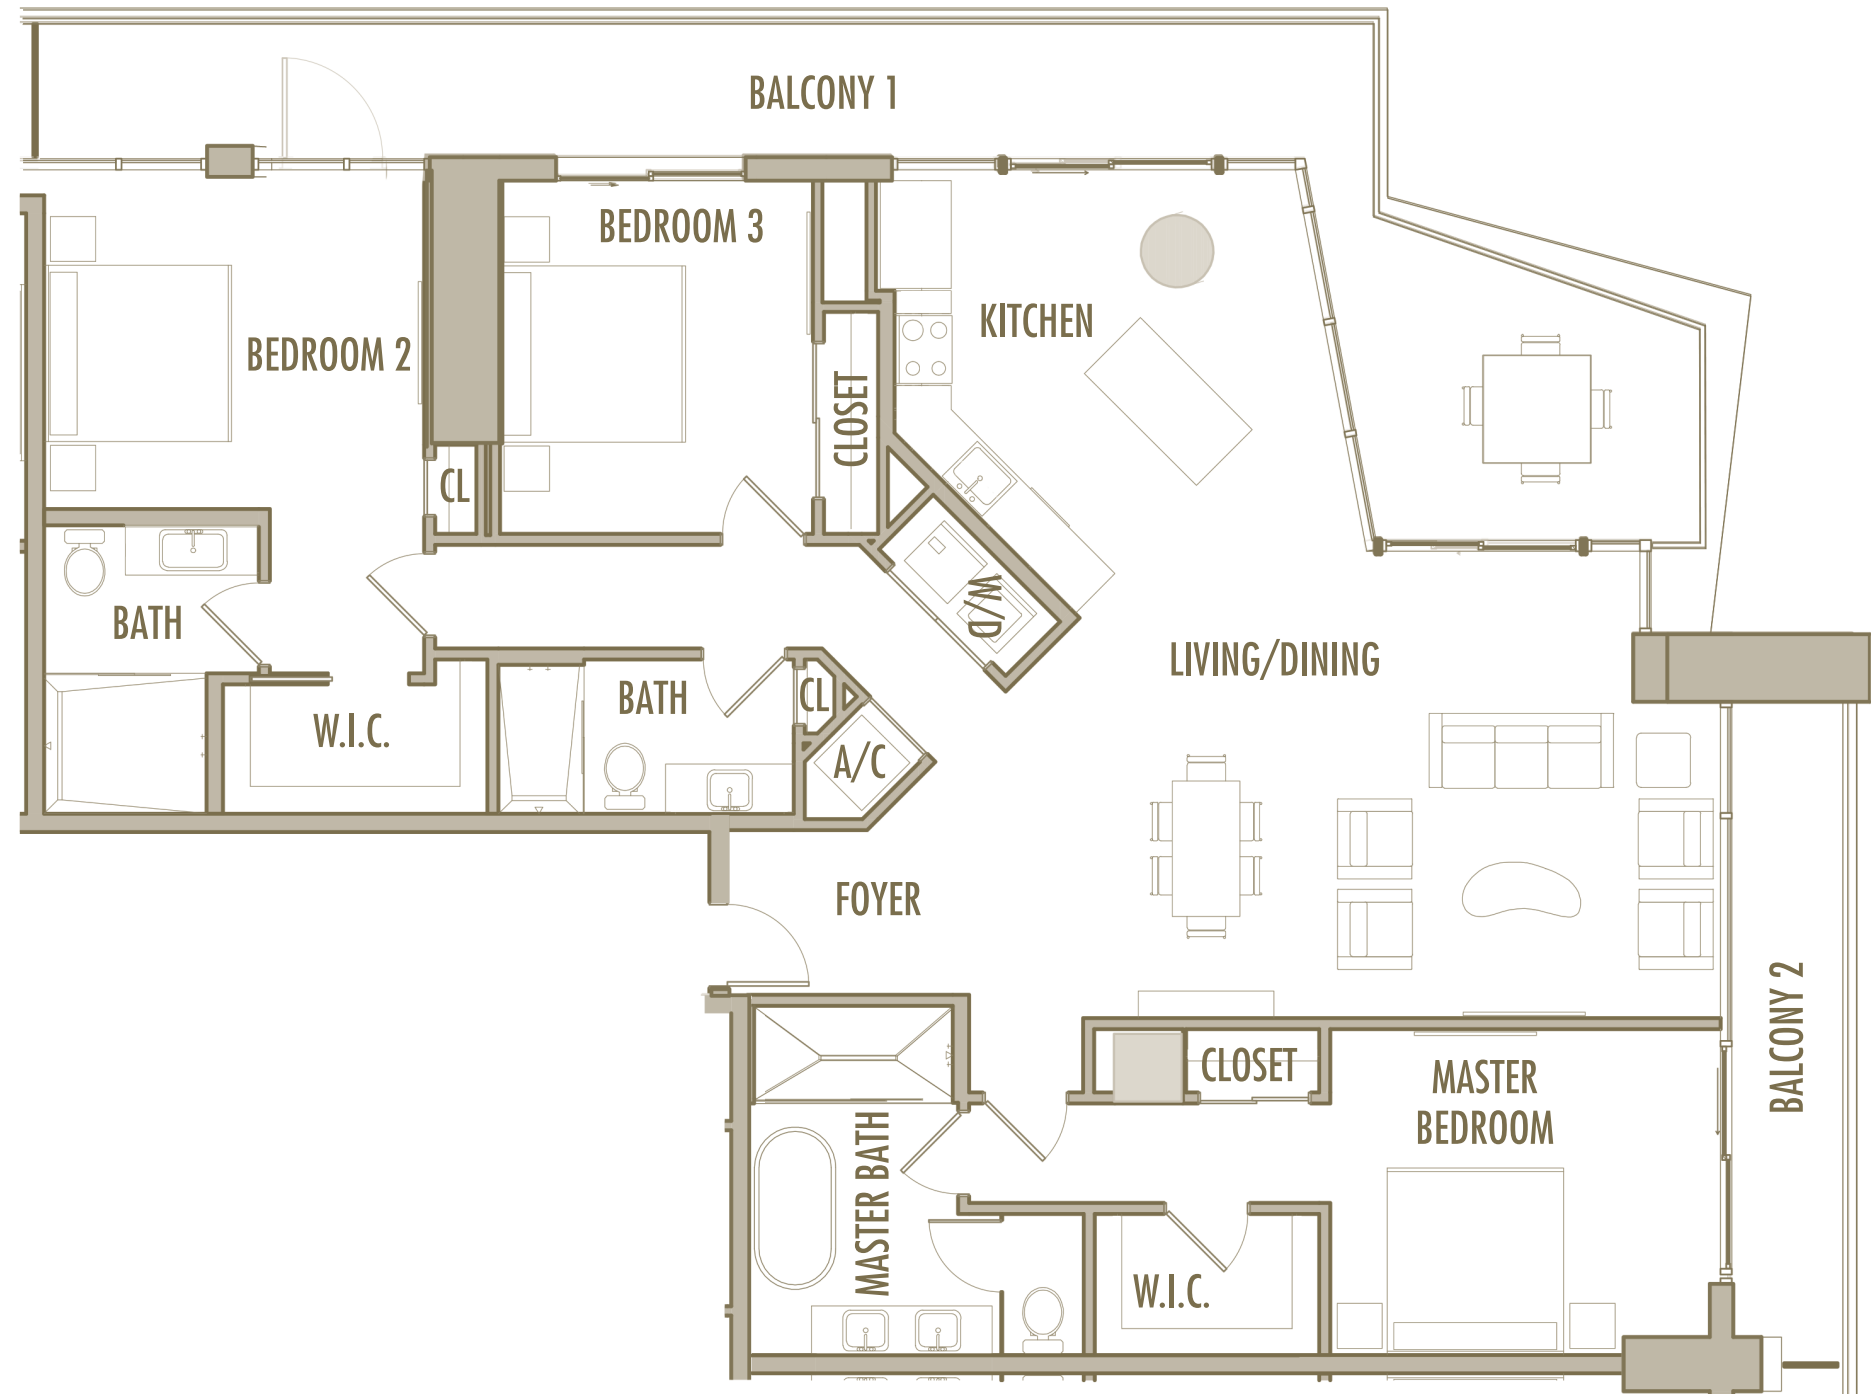 BALCONY 1
BEDROOM 3
KITCHEN
BEDROOM 2
CLOSET
CL
W/D
BATH
LIVING/DINING
BATH
CL
W.I.C.
A/C
FOYER
BALCONY 2
CLOSET
MASTER
BEDROOM
MASTER BATH
W.I.C.